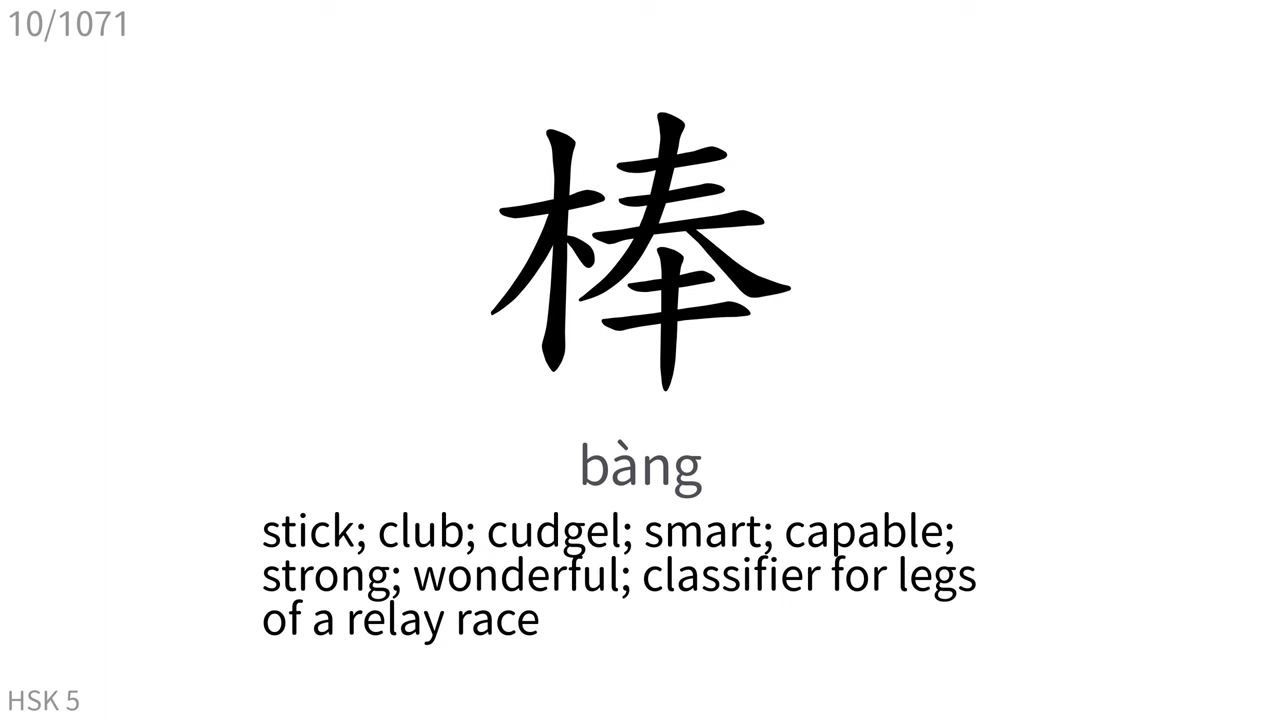 10/1071
棒
bàng
stick; club; cudgel; smart; capable;
strong; wonderful; classifier for legs
of a relay race
HSK 5